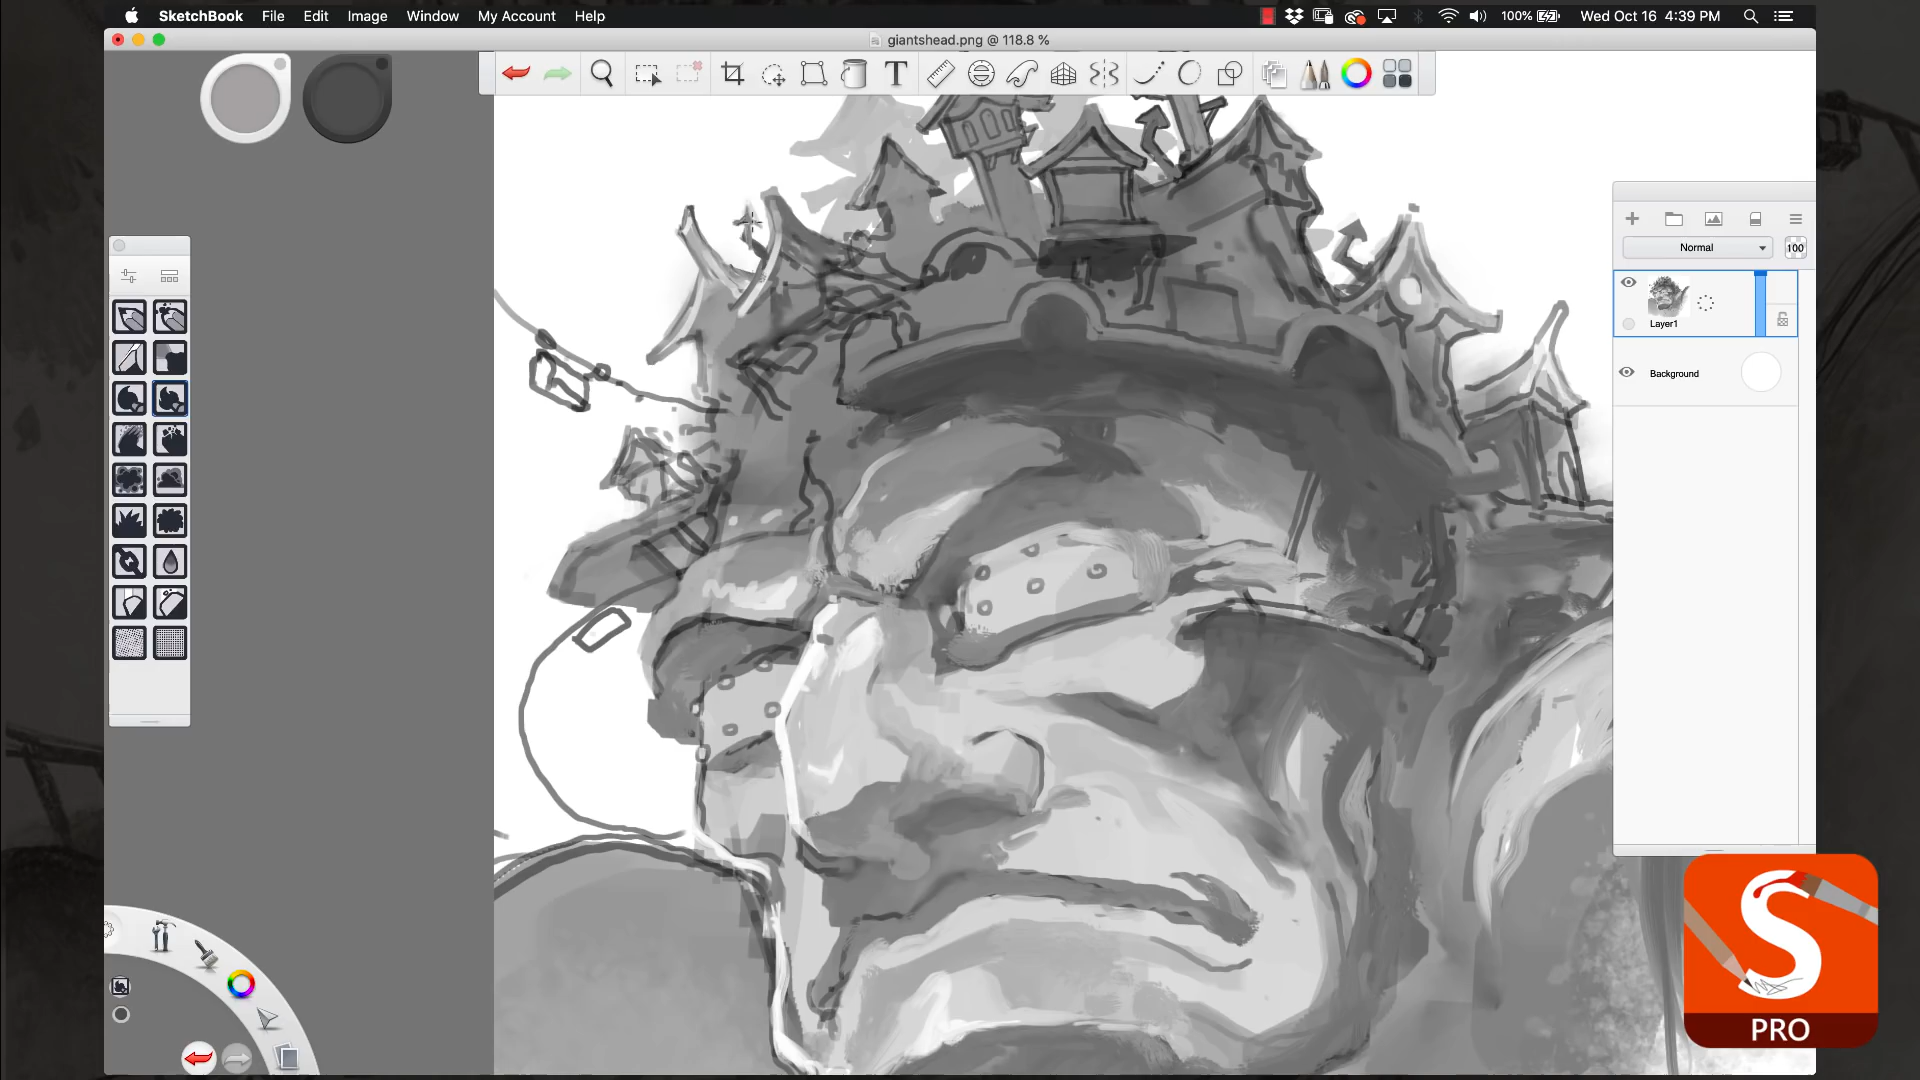 SketchBook File Edit Image Window My Account Help
100% Wed Oct 16 4:39 PM
giantshead.png @ 118.8 %
T
Normal
100
Layer1
Background
S
PRO